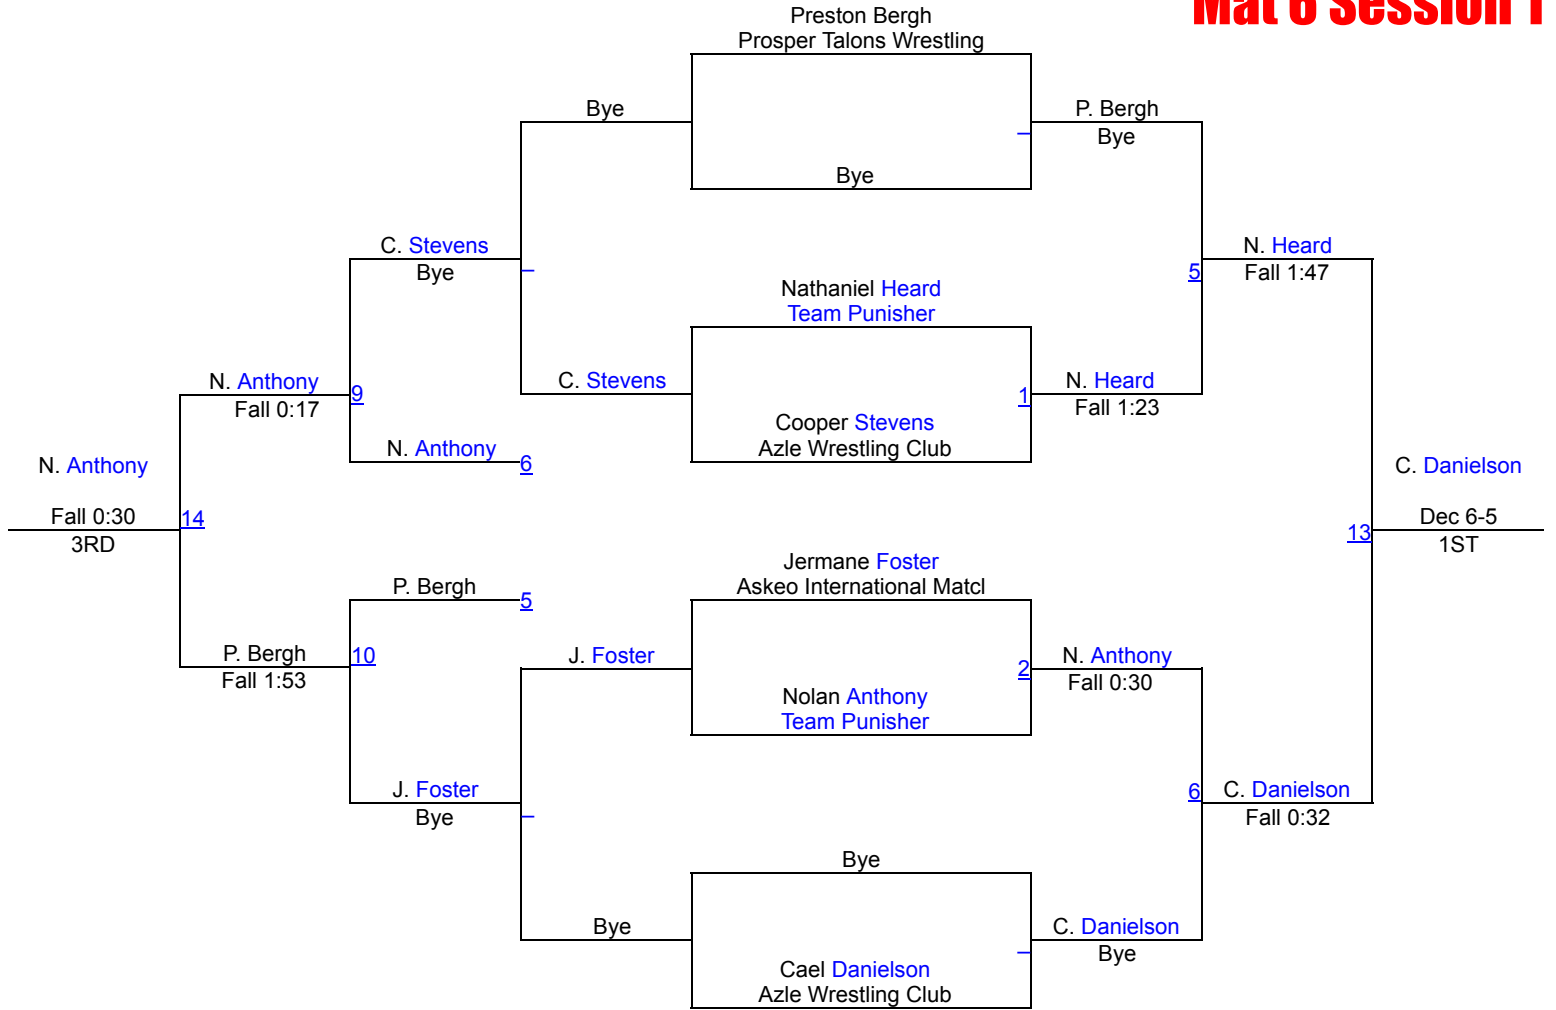 Mat 6 Session 1
Preston Bergh
Prosper Talons Wrestling
Bye
P. Bergh
Bye
Bye
C. Stevens
Bye
N. Heard
Fall 1:47
5
Nathaniel Heard
Team Punisher
C. Stevens
N. Heard
Fall 1:23
1
Cooper Stevens
Azle Wrestling Club
N. Anthony
Fall 0:17
9
N. Anthony
6
N. Anthony
Fall 0:30
3RD
14
C. Danielson
Dec 6-5
1ST
13
Jermane Foster
Askeo International Matcl
P. Bergh
5
P. Bergh
Fall 1:53
10
J. Foster
N. Anthony
Fall 0:30
2
Nolan Anthony
Team Punisher
J. Foster
Bye
6
C. Danielson
Fall 0:32
Bye
Bye
C. Danielson
Bye
Cael Danielson
Azle Wrestling Club